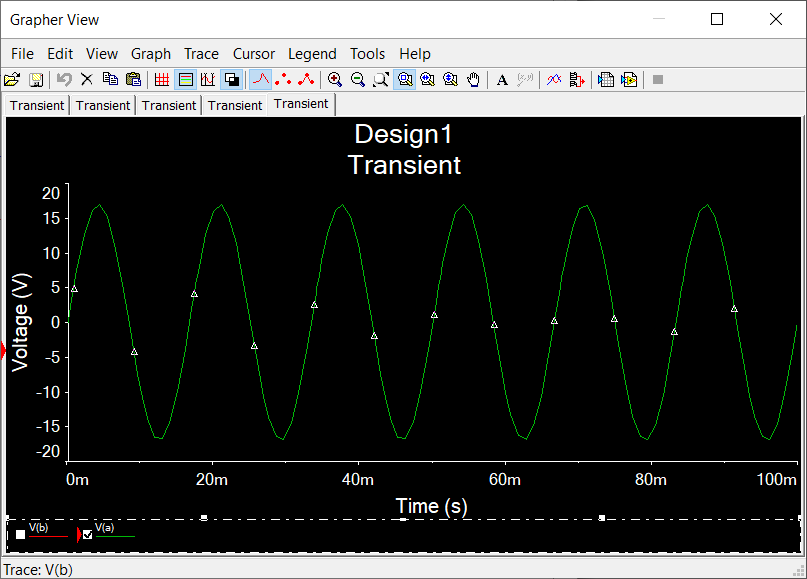 Grapher View
File Edit View Graph Trace Cursor Legend Tools Help
A
Transient Transient Transient Transient Transient
Design1
Transient
Voltage (V)
20
15
10
5
0
-5
-10
-15
-20
0m 20m 40m 60m 80m 100m
Time (s)
V(b) V(a)
Trace: V(b)